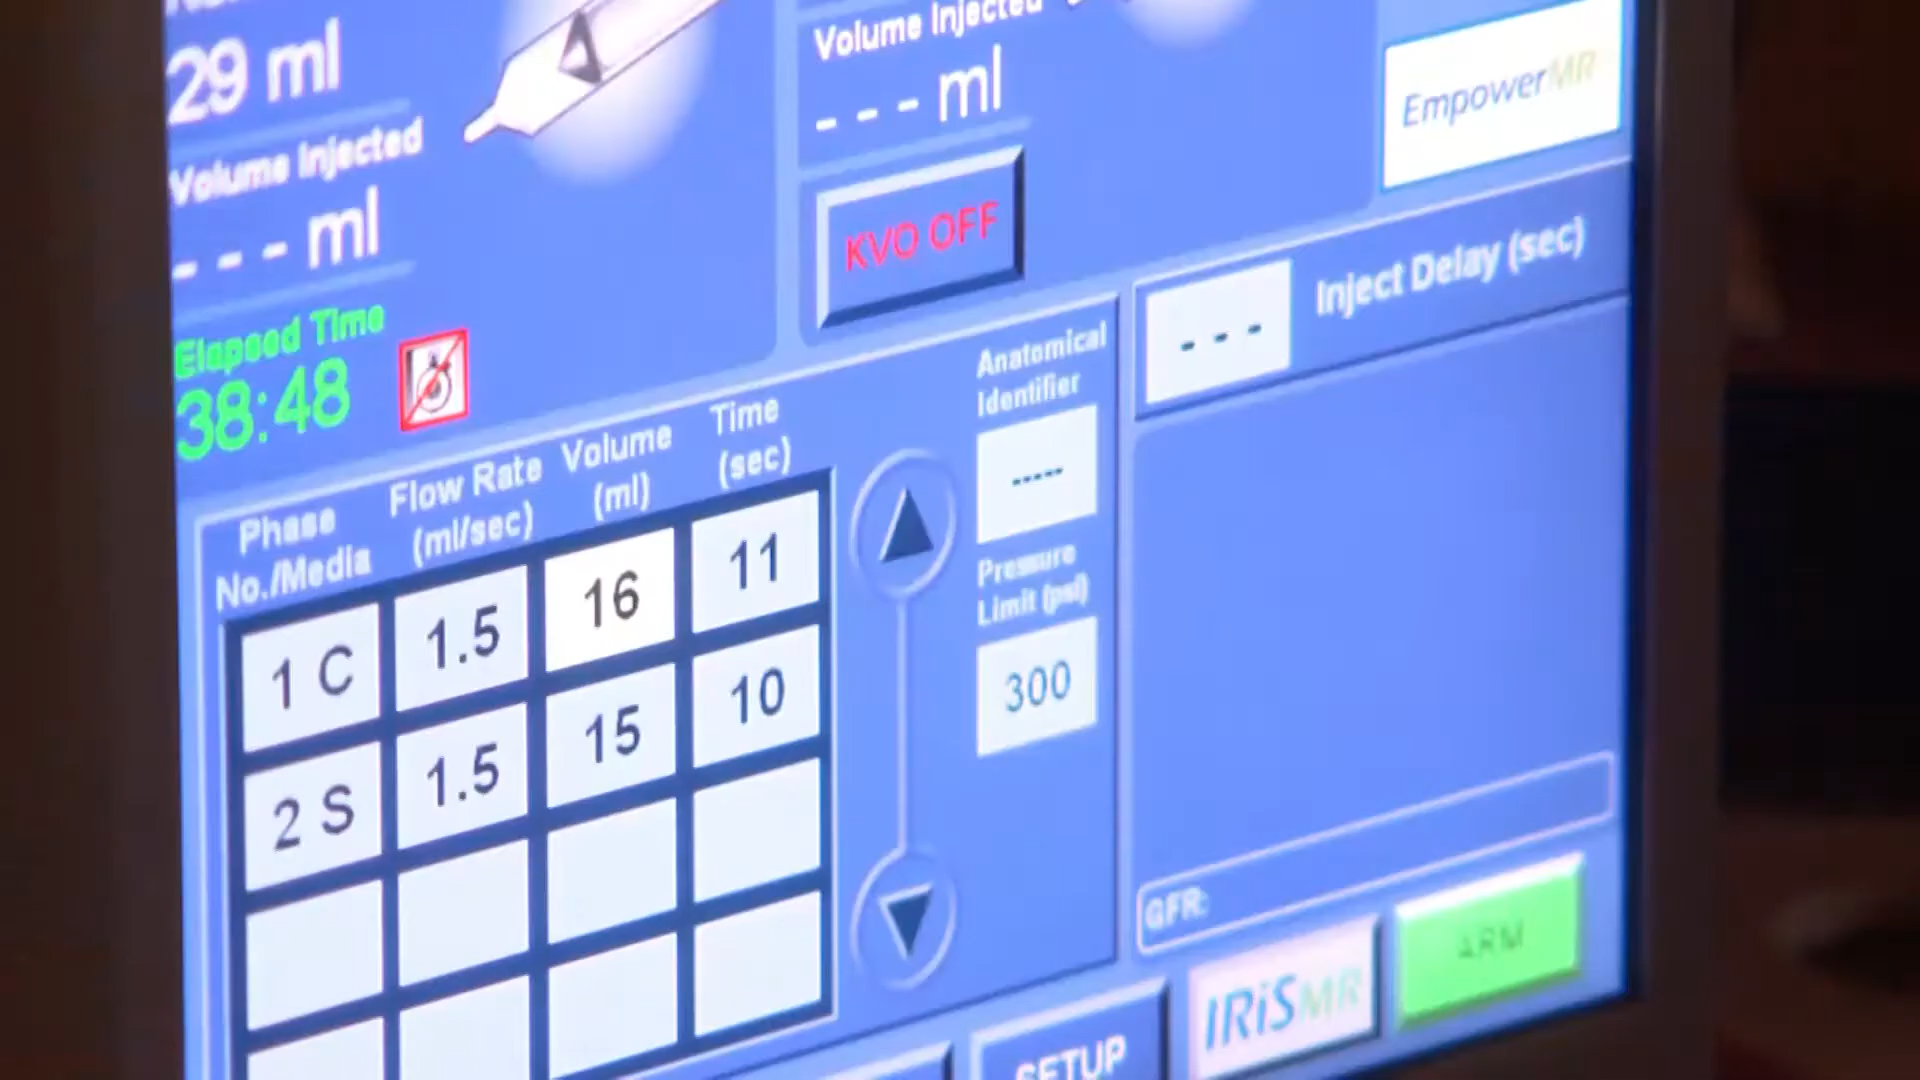 29 ml
Volume Injected
- - - ml
Elapsed Time
38:48
Volume Injected
- - - ml
KVO OFF
EmpowerMR
- - - Inject Delay (sec)
Phase No./Media
Flow Rate (ml/sec)
Volume (ml)
Time (sec)
1 C 1.5 16 11
2 S 1.5 15 10
Anatomical
Identifier
-----
Pressure
Limit (psi)
300
GFR:
SETUP
IRiSMR
ARM